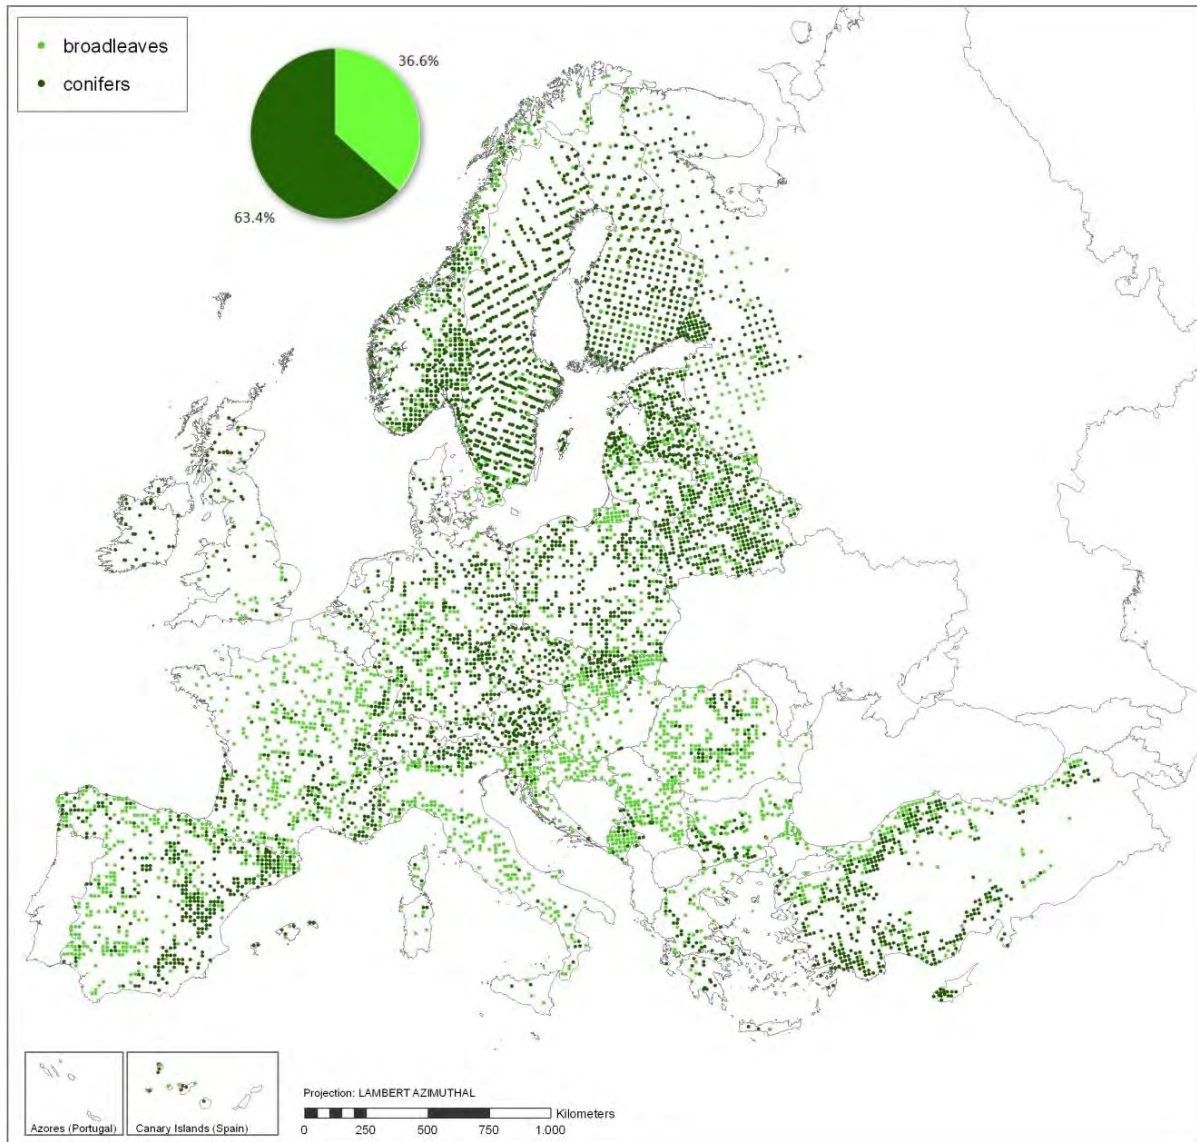 broadleaves
conifers
36.6%
63.4%
Azores (Portugal)
Canary Islands (Spain)
Projection: LAMBERT AZIMUTHAL
Kilometers
0 250 500 750 1.000